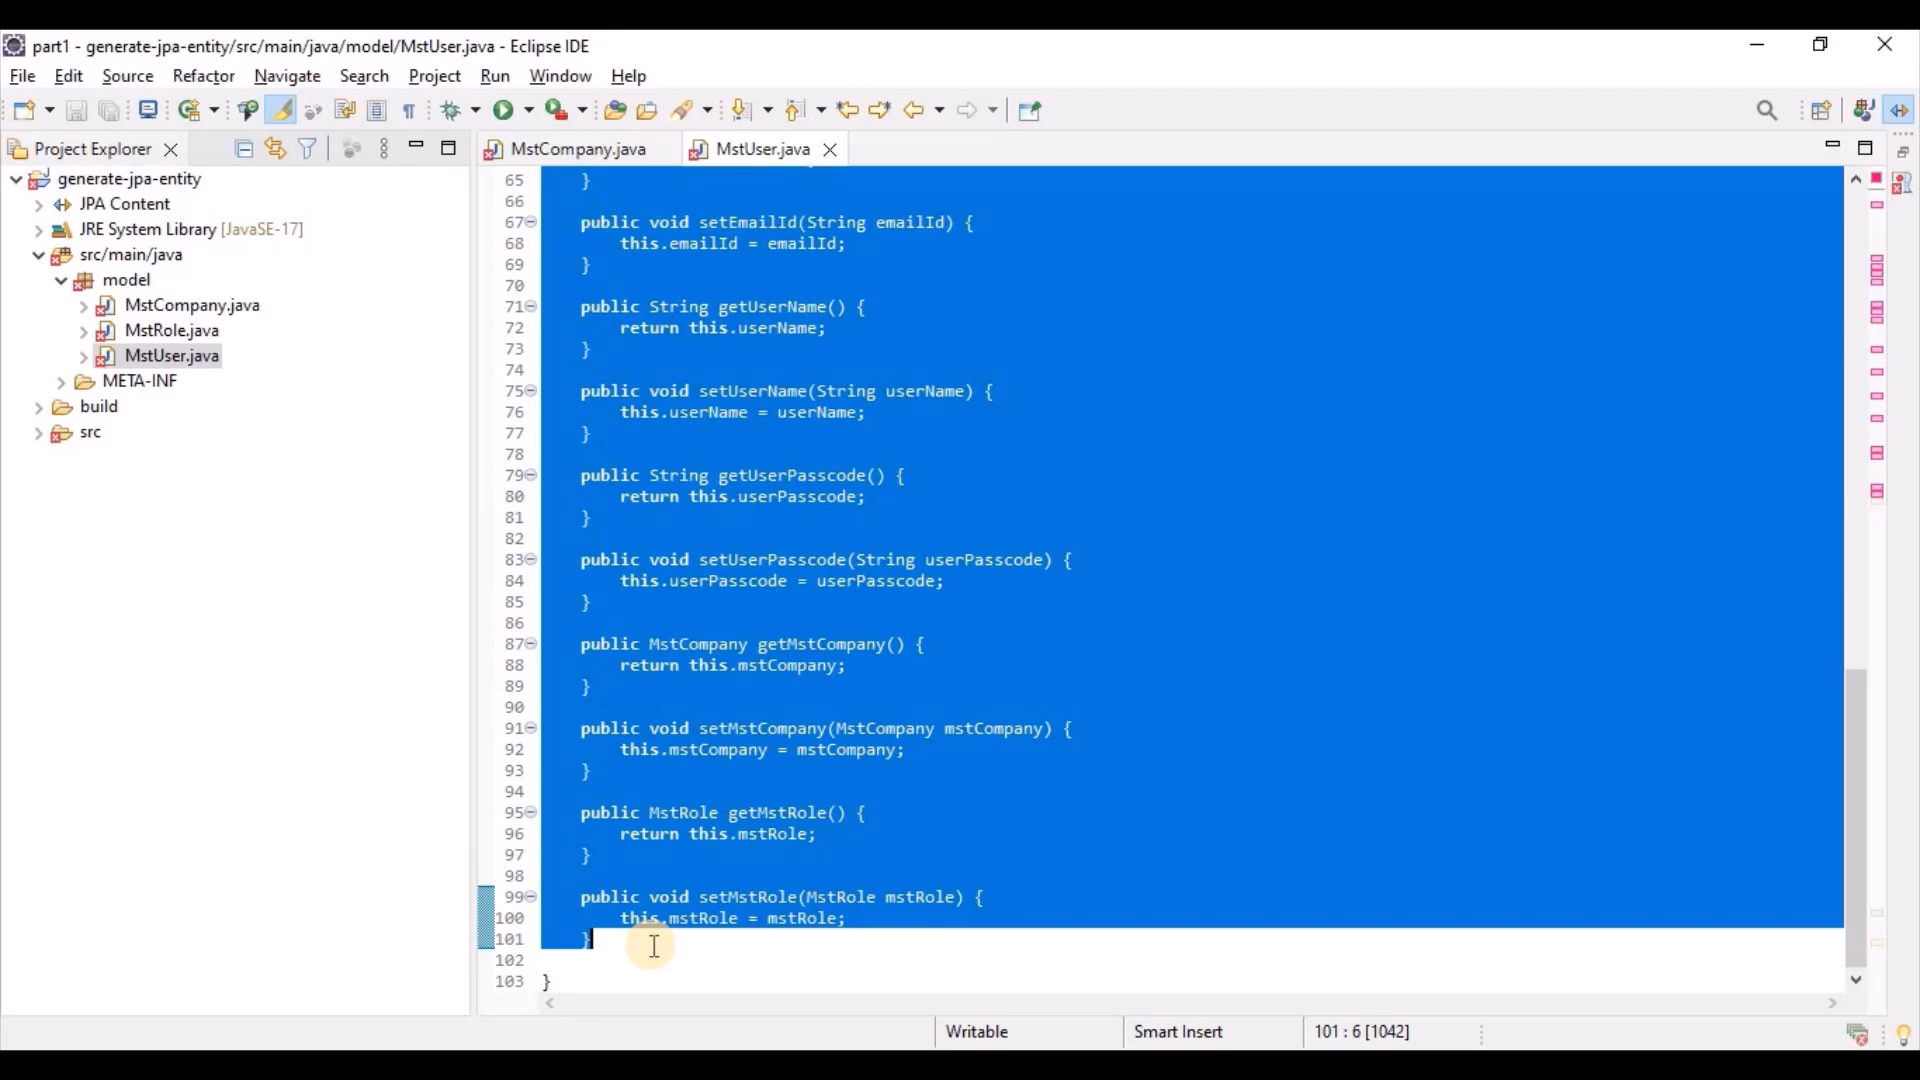 part1 - generate-jpa-entity/src/main/java/model/MstUser.java - Eclipse IDE
File Edit Source Refactor Navigate Search Project Run Window Help
Project Explorer
generate-jpa-entity
JPA Content
JRE System Library [JavaSE-17]
src/main/java
model
MstCompany.java
MstRole.java
MstUser.java
META-INF
build
src
MstCompany.java MstUser.java
65 }
66
67 public void setEmailId(String emailId) {
68 this.emailId = emailId;
69 }
70
71 public String getUserName() {
72 return this.userName;
73 }
74
75 public void setUserName(String userName) {
76 this.userName = userName;
77 }
78
79 public String getUserPasscode() {
80 return this.userPasscode;
81 }
82
83 public void setUserPasscode(String userPasscode) {
84 this.userPasscode = userPasscode;
85 }
86
87 public MstCompany getMstCompany() {
88 return this.mstCompany;
89 }
90
91 public void setMstCompany(MstCompany mstCompany) {
92 this.mstCompany = mstCompany;
93 }
94
95 public MstRole getMstRole() {
96 return this.mstRole;
97 }
98
99 public void setMstRole(MstRole mstRole) {
100 this.mstRole = mstRole;
101 }
102
103 }
Writable Smart Insert 101 : 6 [1042]